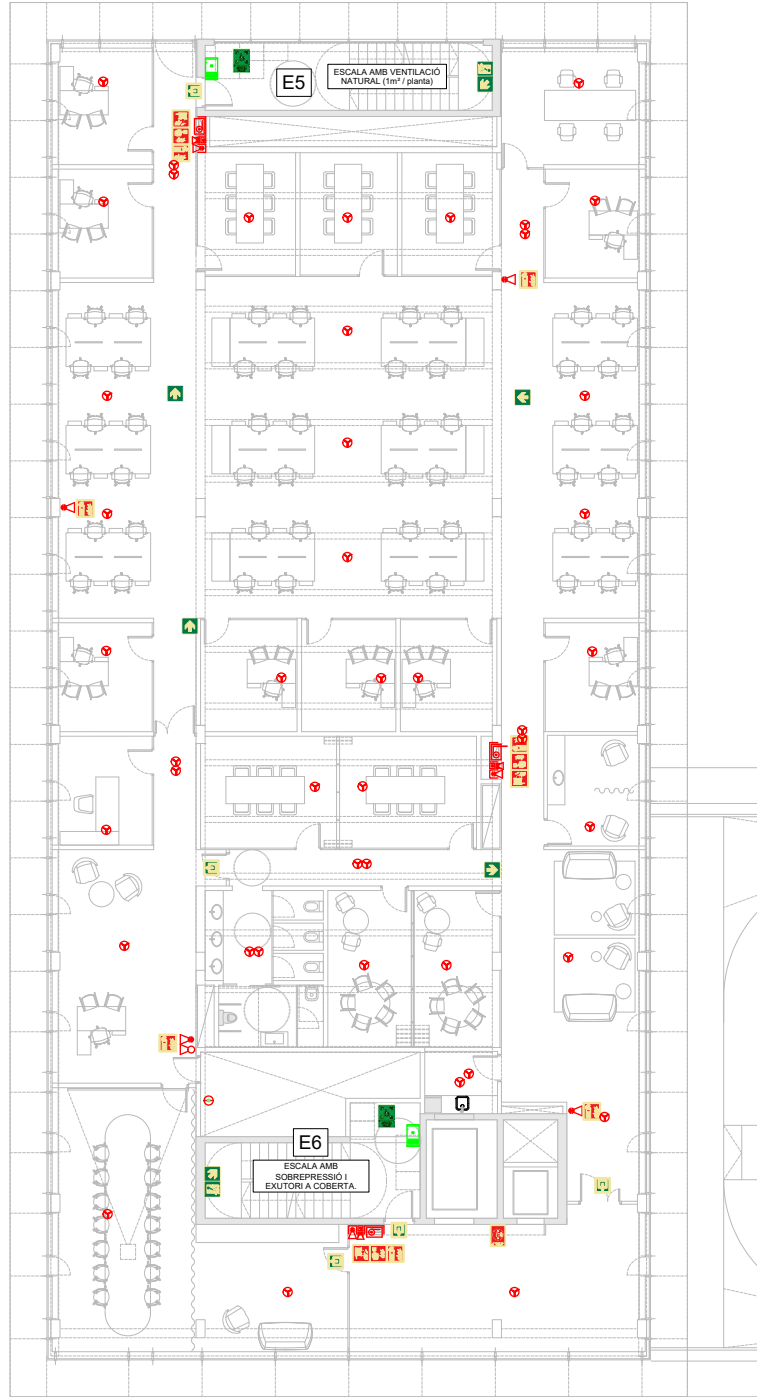 E5
ESCALA AMB VENTILACIÓ
NATURAL (1m² / planta)
E6
ESCALA AMB
SOBREPRESSIÓ I
EXUTORI A COBERTA.